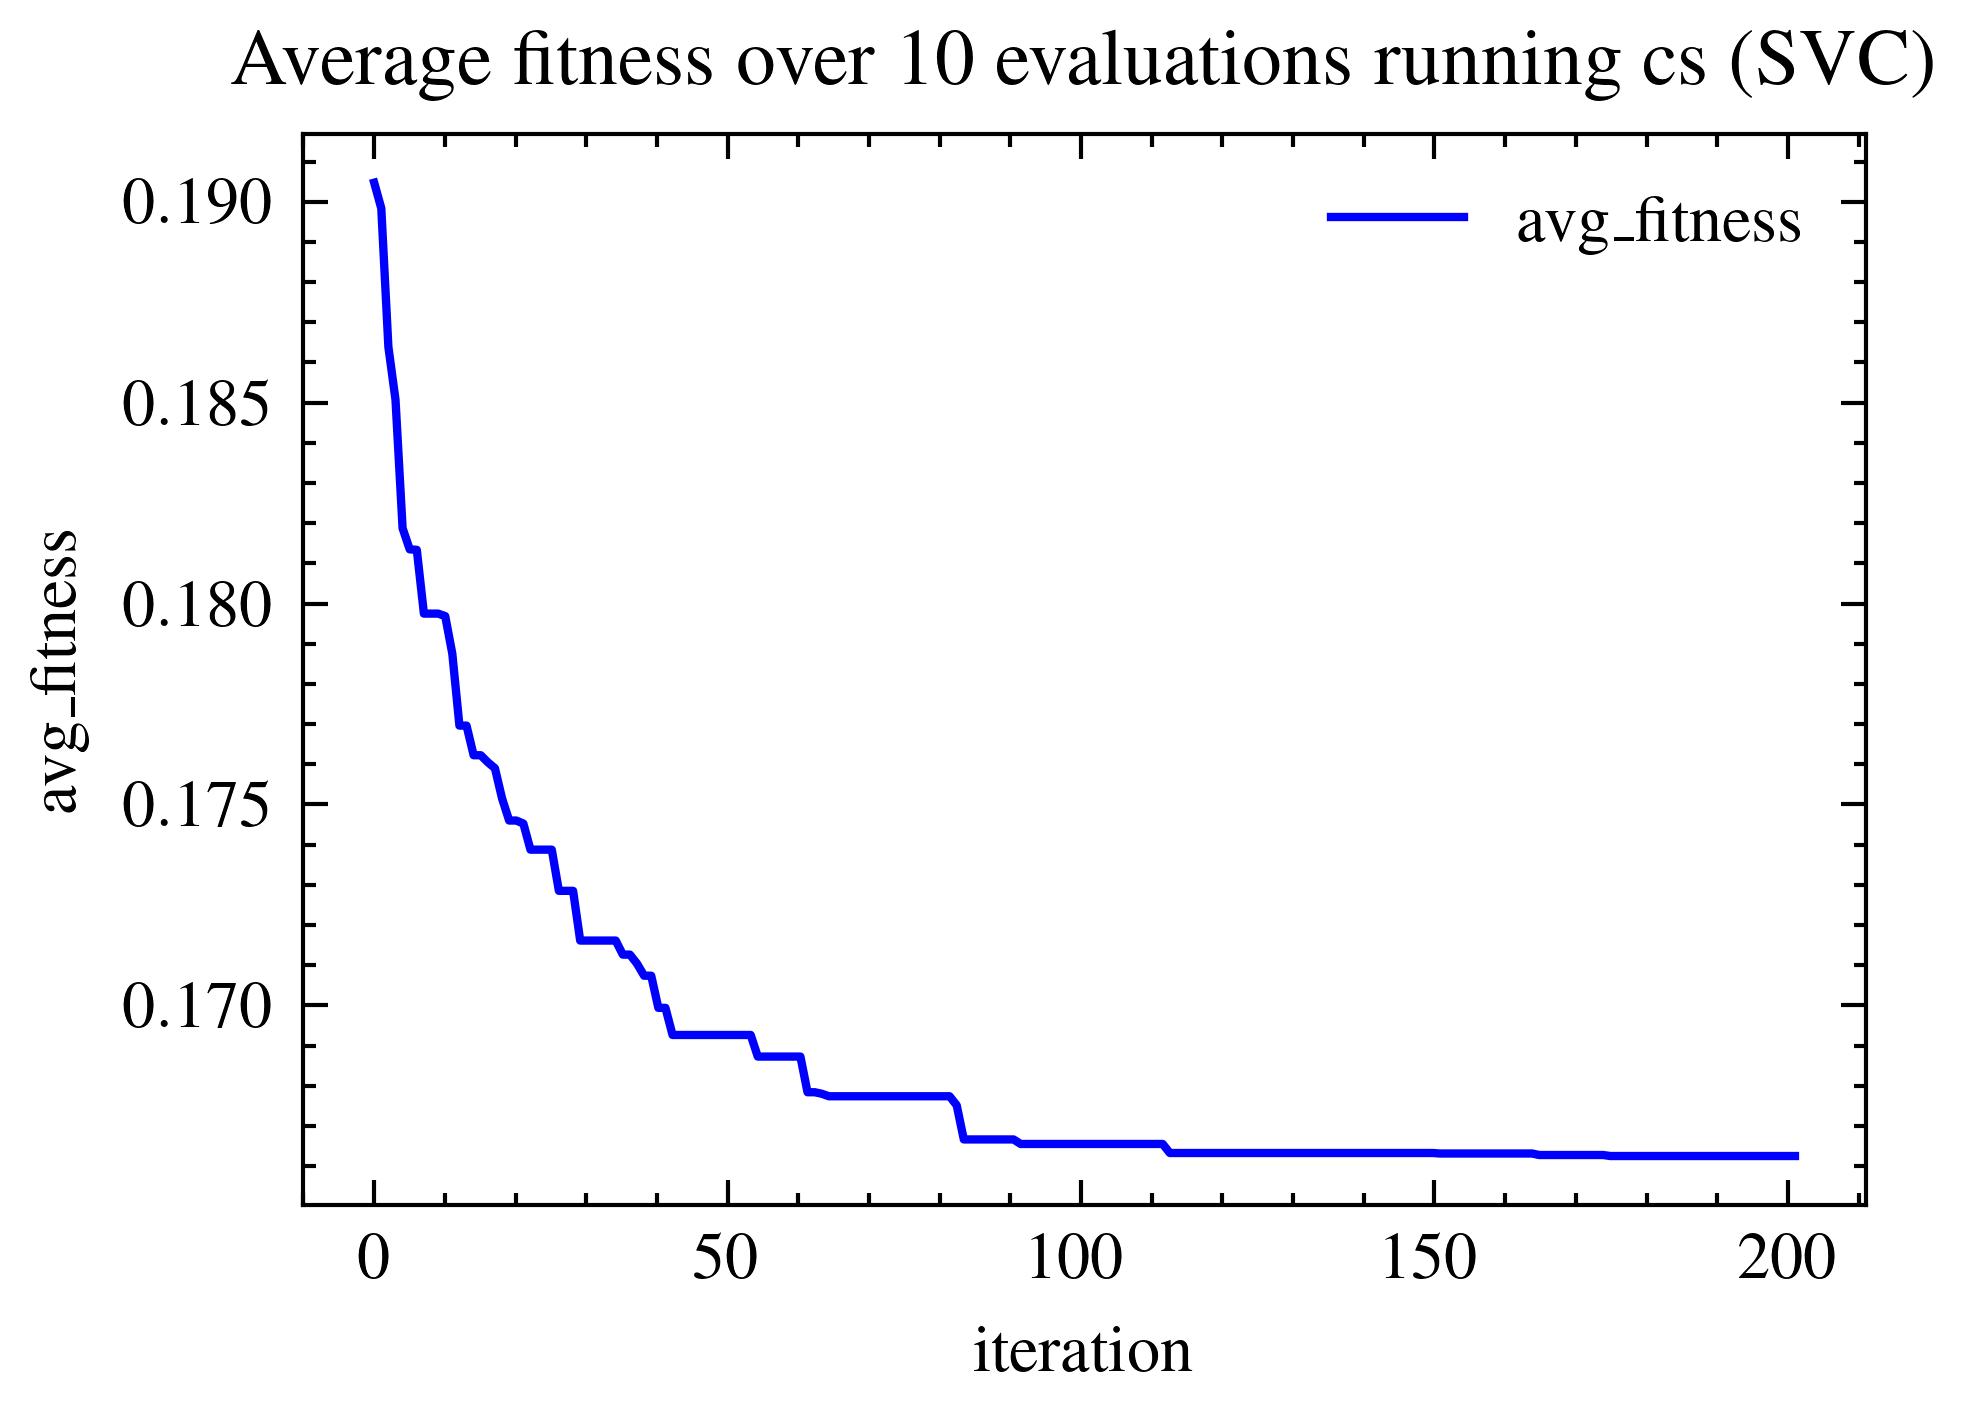 Average fitness over 10 evaluations running cs (SVC)
avg_fitness
0.190
0.185
0.180
0.175
0.170
avg_fitness
0 50 100 150 200
iteration